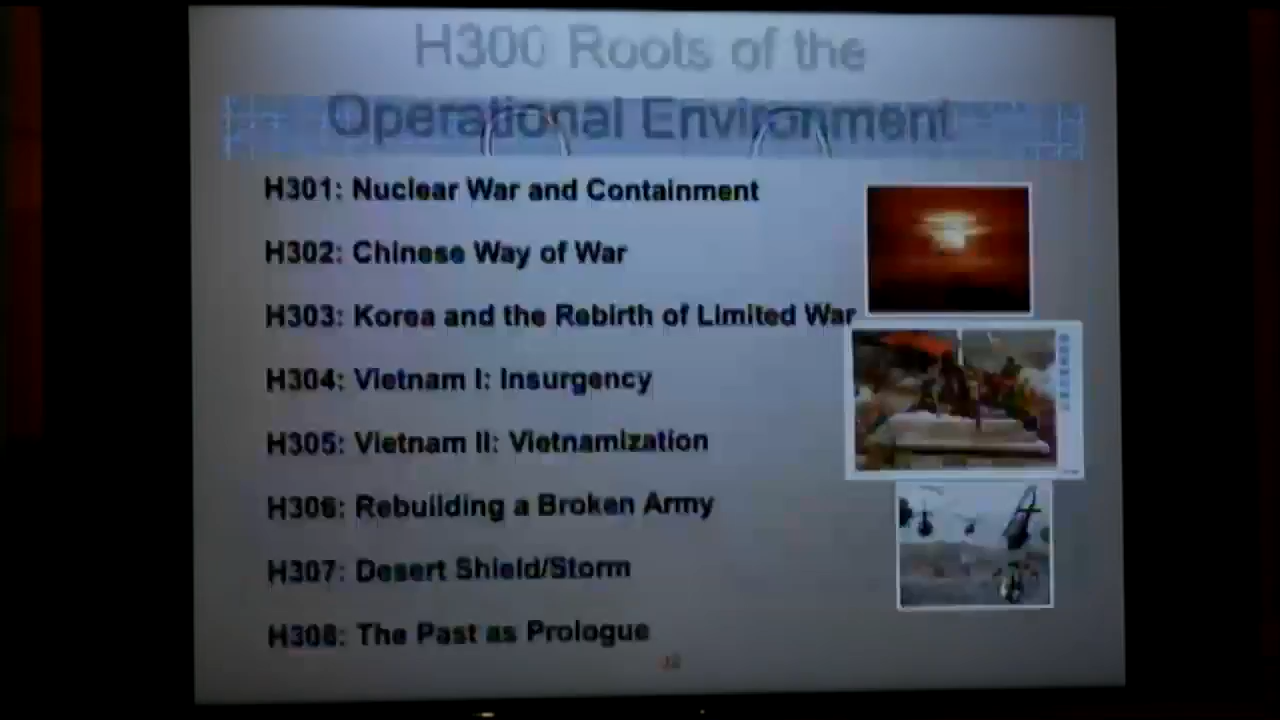 H300 Roots of the
Operational Environment
H301: Nuclear War and Containment
H302: Chinese Way of War
H303: Korea and the Rebirth of Limited War
H304: Vietnam I: Insurgency
H305: Vietnam II: Vietnamization
H306: Rebuilding a Broken Army
H307: Desert Shield/Storm
H308: The Past as Prologue